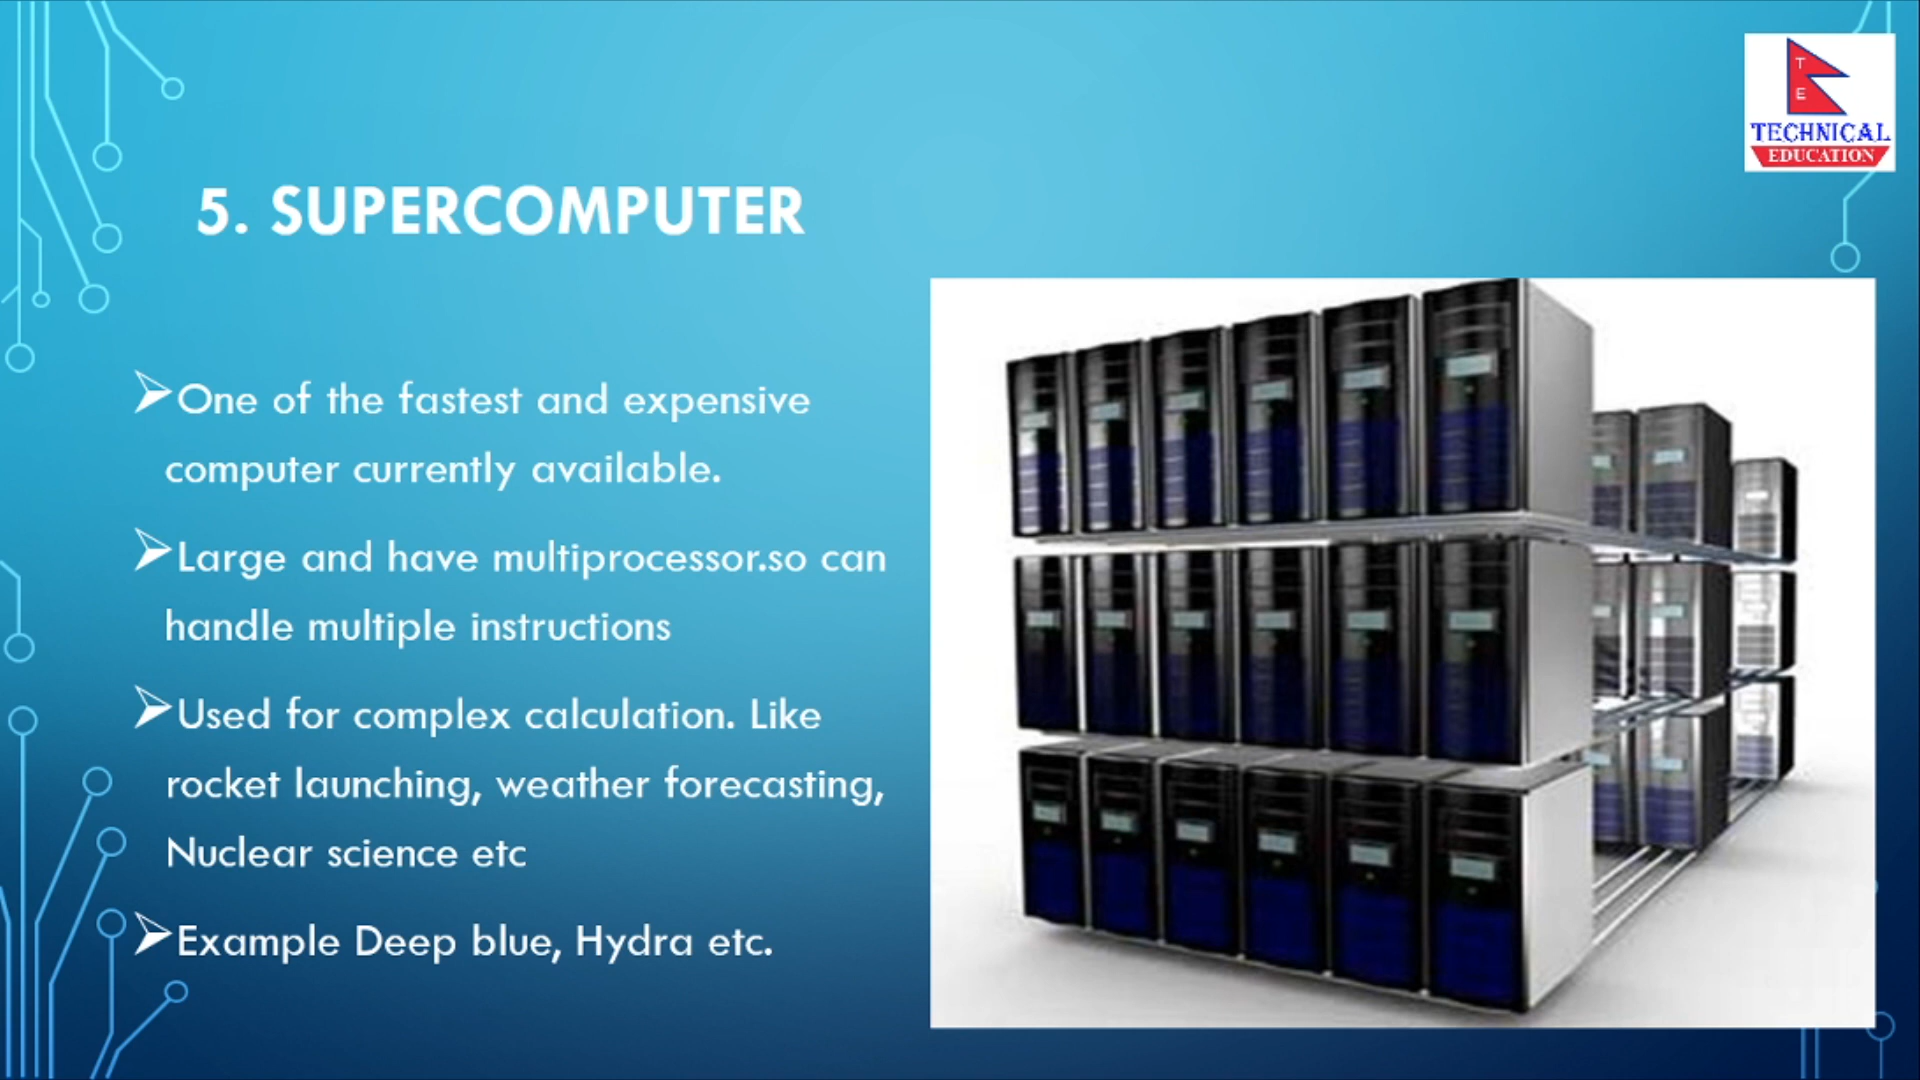 T
E
TECHNICAL
EDUCATION
5. SUPERCOMPUTER
One of the fastest and expensive
computer currently available.
Large and have multiprocessor.so can
handle multiple instructions
Used for complex calculation. Like
rocket launching, weather forecasting,
Nuclear science etc
Example Deep blue, Hydra etc.